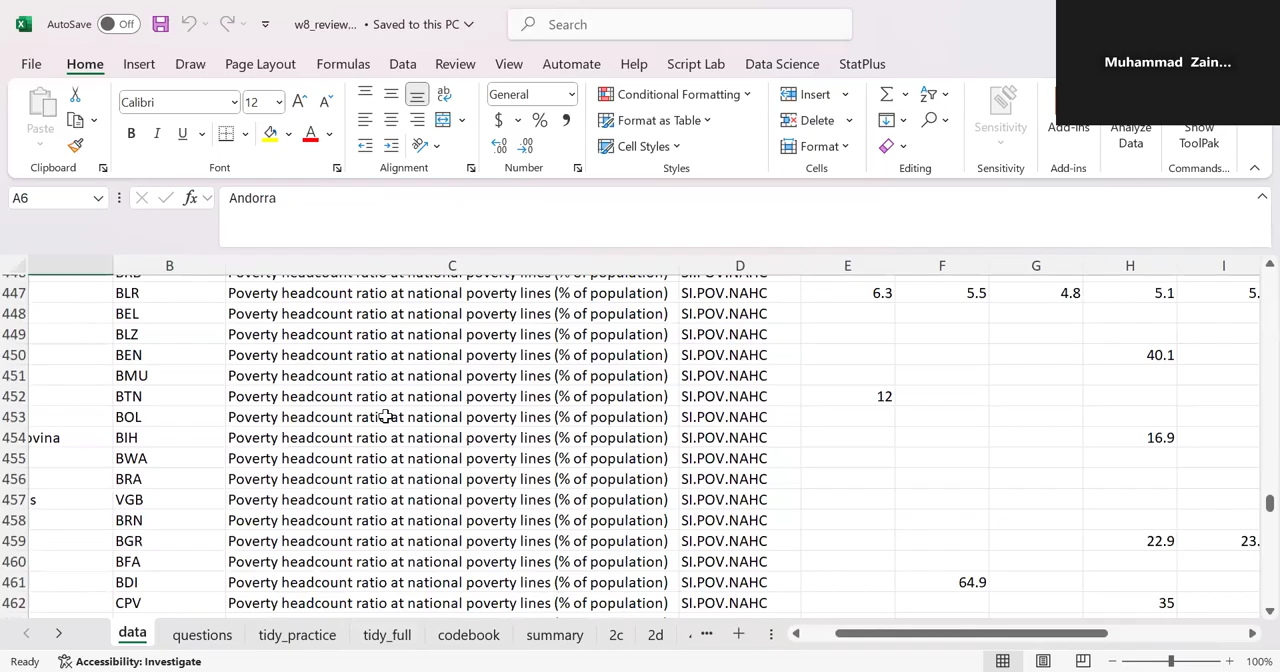 AutoSave Off w8_review... • Saved to this PC Search
Muhammad Zain...
File Home Insert Draw Page Layout Formulas Data Review View Automate Help Script Lab Data Science StatPlus
Paste Calibri 12 B I U A General $ % Conditional Formatting Format as Table Cell Styles Insert Delete Format Sensitivity Add-ins Analyze Data Show ToolPak
Clipboard Font Alignment Number Styles Cells Editing Sensitivity Add-ins Commands...
A6 fx Andorra
B C D E F G H I
447 BLR Poverty headcount ratio at national poverty lines (% of population) SI.POV.NAHC 6.3 5.5 4.8 5.1 5.
448 BEL Poverty headcount ratio at national poverty lines (% of population) SI.POV.NAHC
449 BLZ Poverty headcount ratio at national poverty lines (% of population) SI.POV.NAHC
450 BEN Poverty headcount ratio at national poverty lines (% of population) SI.POV.NAHC 40.1
451 BMU Poverty headcount ratio at national poverty lines (% of population) SI.POV.NAHC
452 BTN Poverty headcount ratio at national poverty lines (% of population) SI.POV.NAHC 12
453 BOL Poverty headcount ratio at national poverty lines (% of population) SI.POV.NAHC
454 ovina BIH Poverty headcount ratio at national poverty lines (% of population) SI.POV.NAHC 16.9
455 BWA Poverty headcount ratio at national poverty lines (% of population) SI.POV.NAHC
456 BRA Poverty headcount ratio at national poverty lines (% of population) SI.POV.NAHC
457 s VGB Poverty headcount ratio at national poverty lines (% of population) SI.POV.NAHC
458 BRN Poverty headcount ratio at national poverty lines (% of population) SI.POV.NAHC
459 BGR Poverty headcount ratio at national poverty lines (% of population) SI.POV.NAHC 22.9 23.
460 BFA Poverty headcount ratio at national poverty lines (% of population) SI.POV.NAHC
461 BDI Poverty headcount ratio at national poverty lines (% of population) SI.POV.NAHC 64.9
462 CPV Poverty headcount ratio at national poverty lines (% of population) SI.POV.NAHC 35
data questions tidy_practice tidy_full codebook summary 2c 2d ...
Ready Accessibility: Investigate 100%